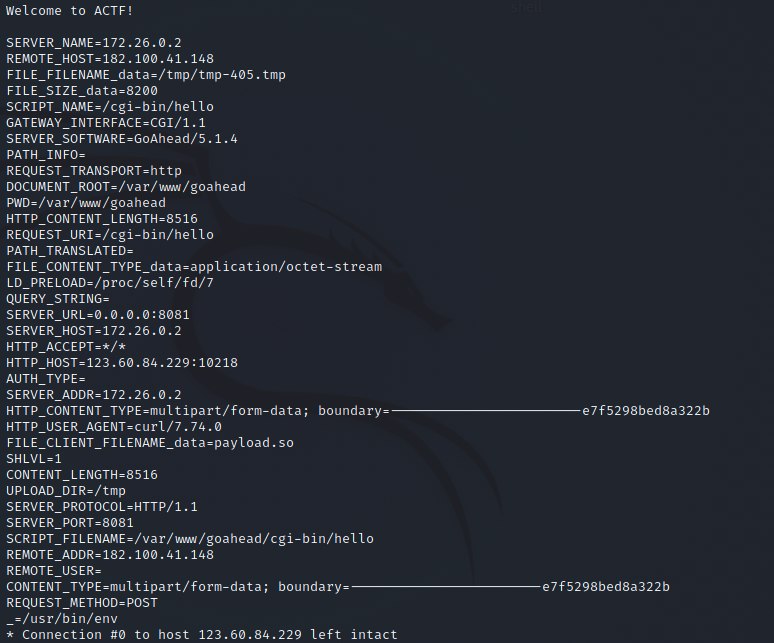 shell
Welcome to ACTF!
SERVER_NAME=172.26.0.2
REMOTE_HOST=182.100.41.148
FILE_FILENAME_data=/tmp/tmp-405.tmp
FILE_SIZE_data=8200
SCRIPT_NAME=/cgi-bin/hello
GATEWAY_INTERFACE=CGI/1.1
SERVER_SOFTWARE=GoAhead/5.1.4
PATH_INFO=
REQUEST_TRANSPORT=http
DOCUMENT_ROOT=/var/www/goahead
PWD=/var/www/goahead
HTTP_CONTENT_LENGTH=8516
REQUEST_URI=/cgi-bin/hello
PATH_TRANSLATED=
FILE_CONTENT_TYPE_data=application/octet-stream
LD_PRELOAD=/proc/self/fd/7
QUERY_STRING=
SERVER_URL=0.0.0.0:8081
SERVER_HOST=172.26.0.2
HTTP_ACCEPT=*/*
HTTP_HOST=123.60.84.229:10218
AUTH_TYPE=
SERVER_ADDR=172.26.0.2
HTTP_CONTENT_TYPE=multipart/form-data; boundary=------------------------e7f5298bed8a322b
HTTP_USER_AGENT=curl/7.74.0
FILE_CLIENT_FILENAME_data=payload.so
SHLVL=1
CONTENT_LENGTH=8516
UPLOAD_DIR=/tmp
SERVER_PROTOCOL=HTTP/1.1
SERVER_PORT=8081
SCRIPT_FILENAME=/var/www/goahead/cgi-bin/hello
REMOTE_ADDR=182.100.41.148
REMOTE_USER=
CONTENT_TYPE=multipart/form-data; boundary=------------------------e7f5298bed8a322b
REQUEST_METHOD=POST
_=/usr/bin/env
* Connection #0 to host 123.60.84.229 left intact